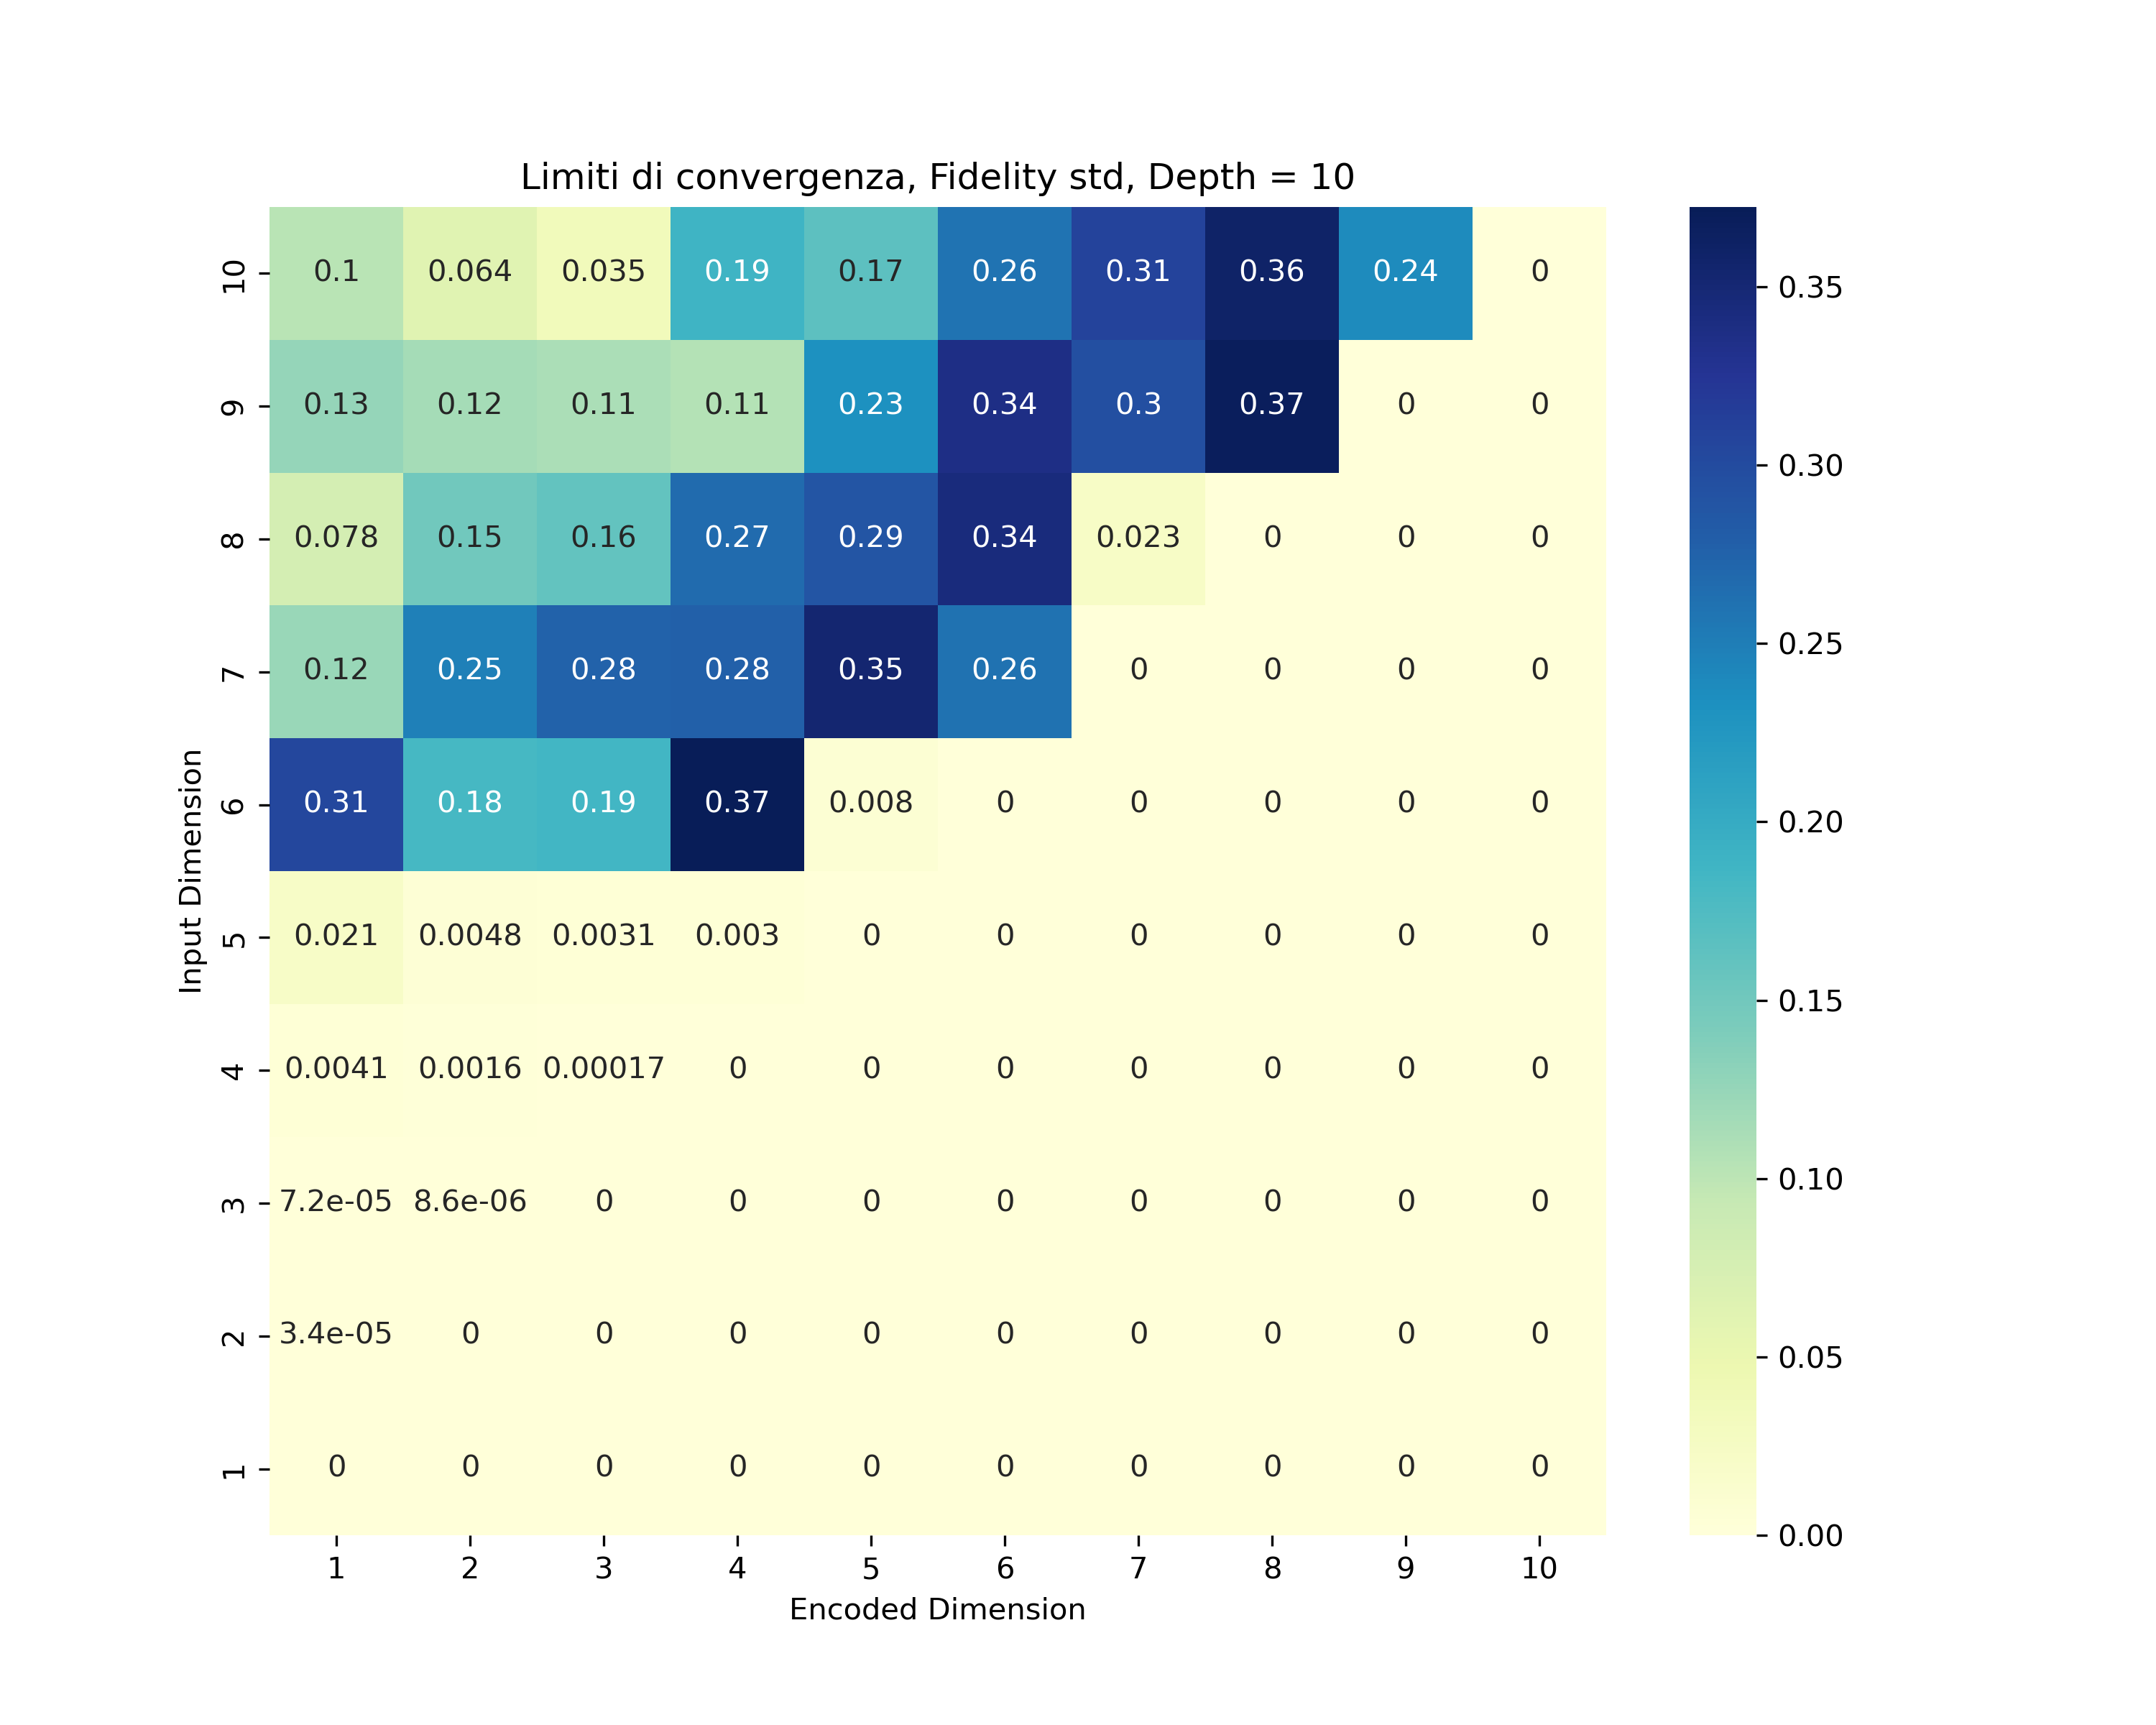 Limiti di convergenza, Fidelity std, Depth = 10
10 0.1 0.064 0.035 0.19 0.17 0.26 0.31 0.36 0.24 0
9 0.13 0.12 0.11 0.11 0.23 0.34 0.3 0.37 0 0
8 0.078 0.15 0.16 0.27 0.29 0.34 0.023 0 0 0
7 0.12 0.25 0.28 0.28 0.35 0.26 0 0 0 0
6 0.31 0.18 0.19 0.37 0.008 0 0 0 0 0
5 0.021 0.0048 0.0031 0.003 0 0 0 0 0 0
4 0.0041 0.0016 0.00017 0 0 0 0 0 0 0
3 7.2e-05 8.6e-06 0 0 0 0 0 0 0 0
2 3.4e-05 0 0 0 0 0 0 0 0 0
1 0 0 0 0 0 0 0 0 0 0
1 2 3 4 5 6 7 8 9 10
Encoded Dimension
Input Dimension
0.35
0.30
0.25
0.20
0.15
0.10
0.05
0.00